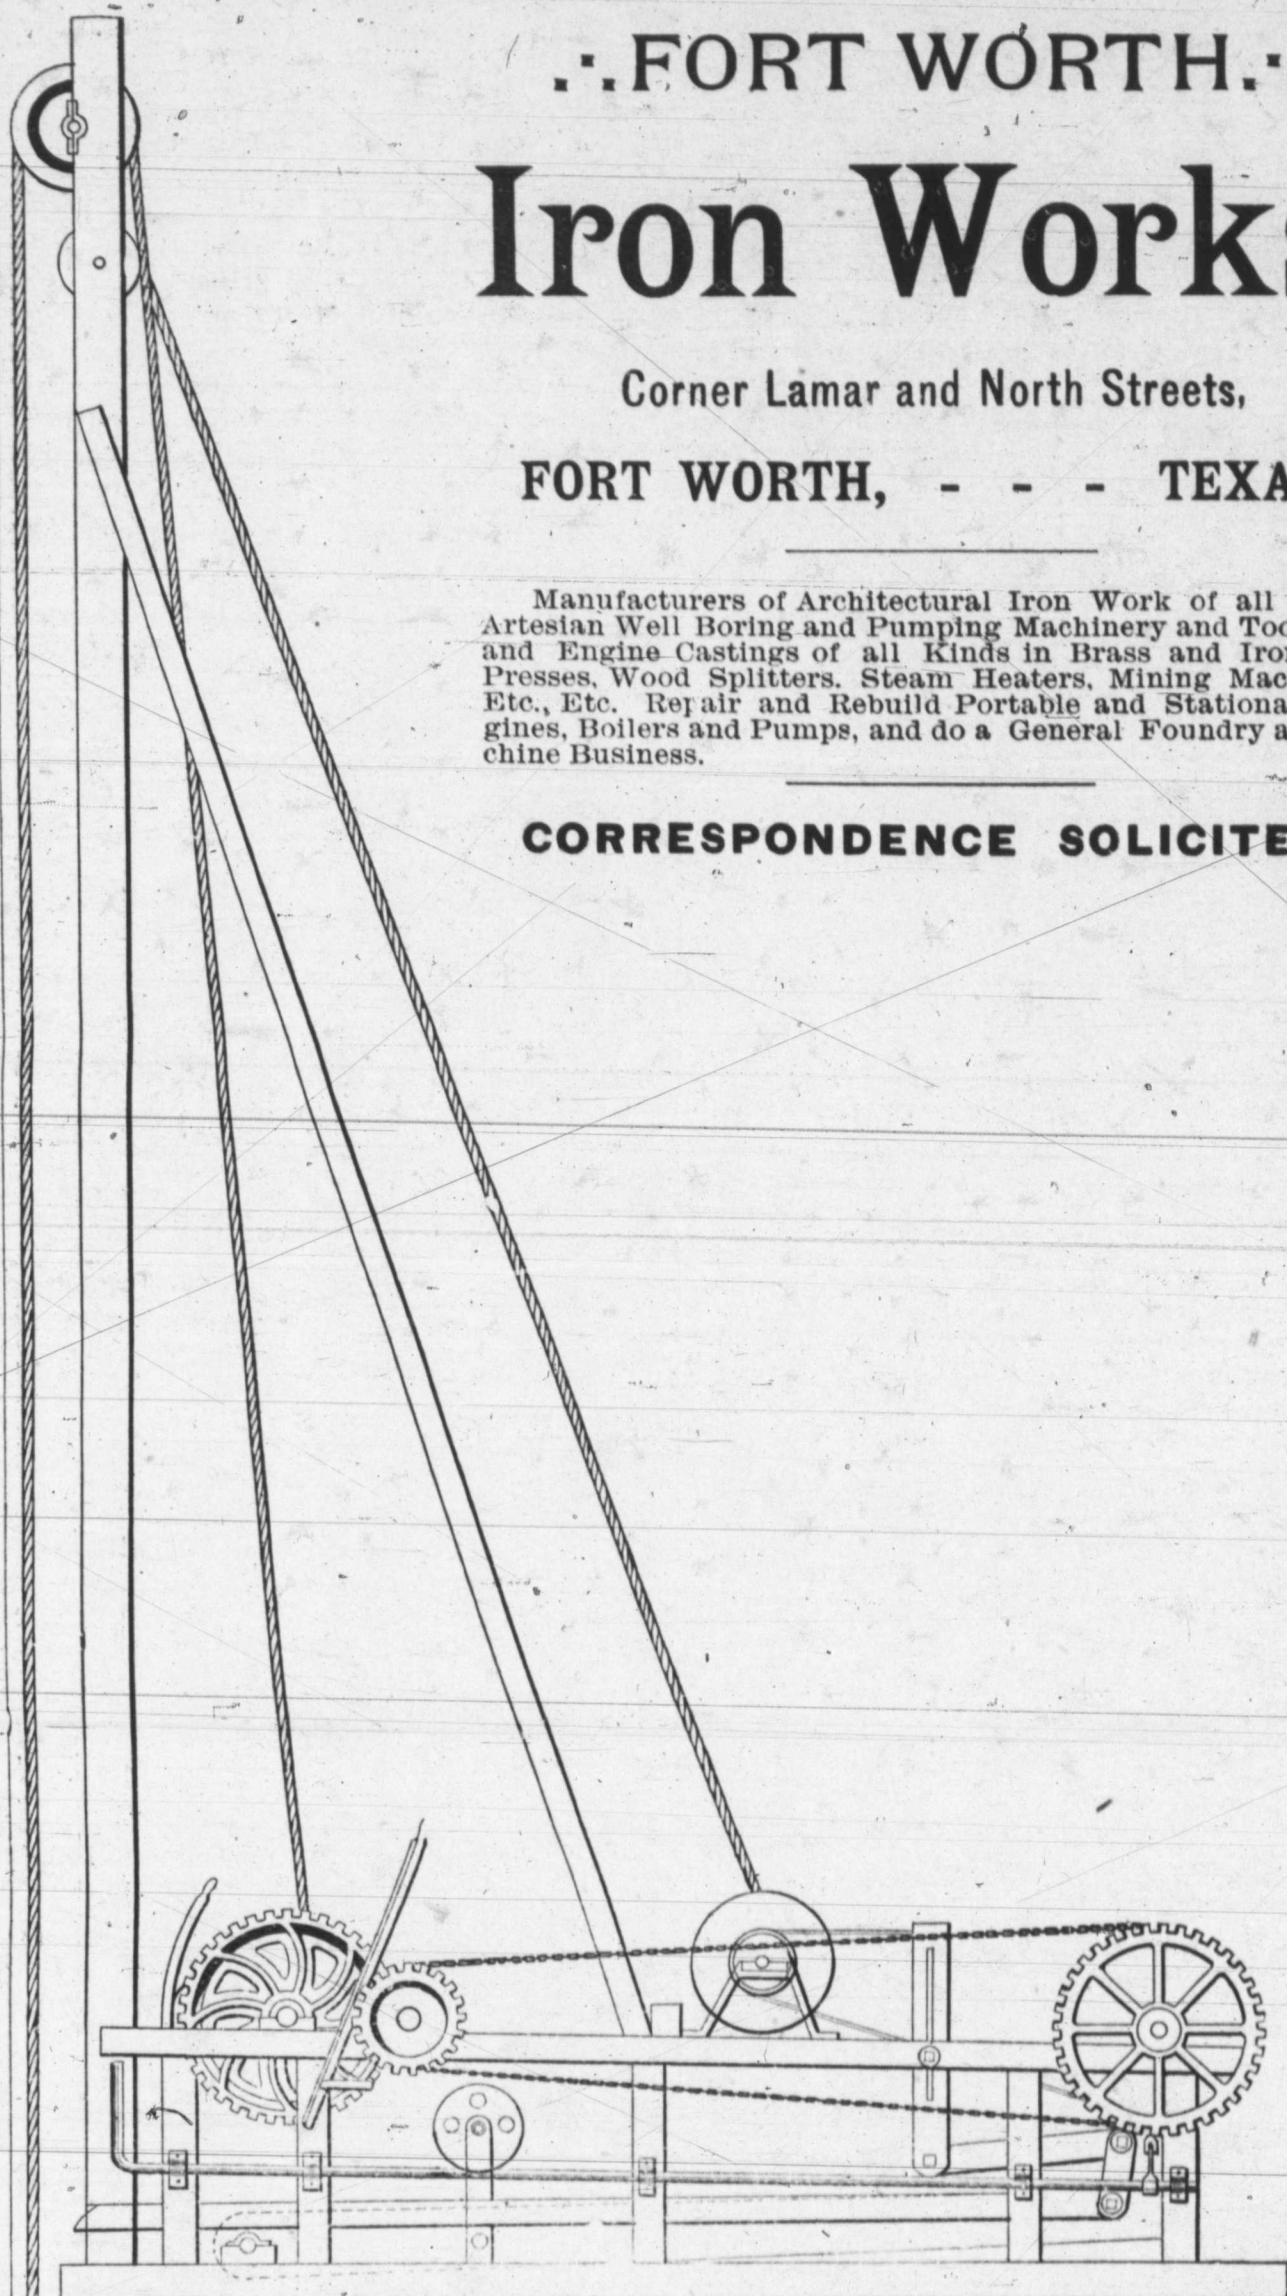 .·.FORT WORTH.·
Iron Works
Corner Lamar and North Streets,
FORT WORTH, - - - TEXA
Manufacturers of Architectural Iron Work of all
Artesian Well Boring and Pumping Machinery and Too
and Engine Castings of all Kinds in Brass and Iro
Presses, Wood Splitters. Steam Heaters, Mining Mac
Etc., Etc. Repair and Rebuild Portable and Stationa
gines, Boilers and Pumps, and do a General Foundry a
chine Business.
CORRESPONDENCE SOLICITE